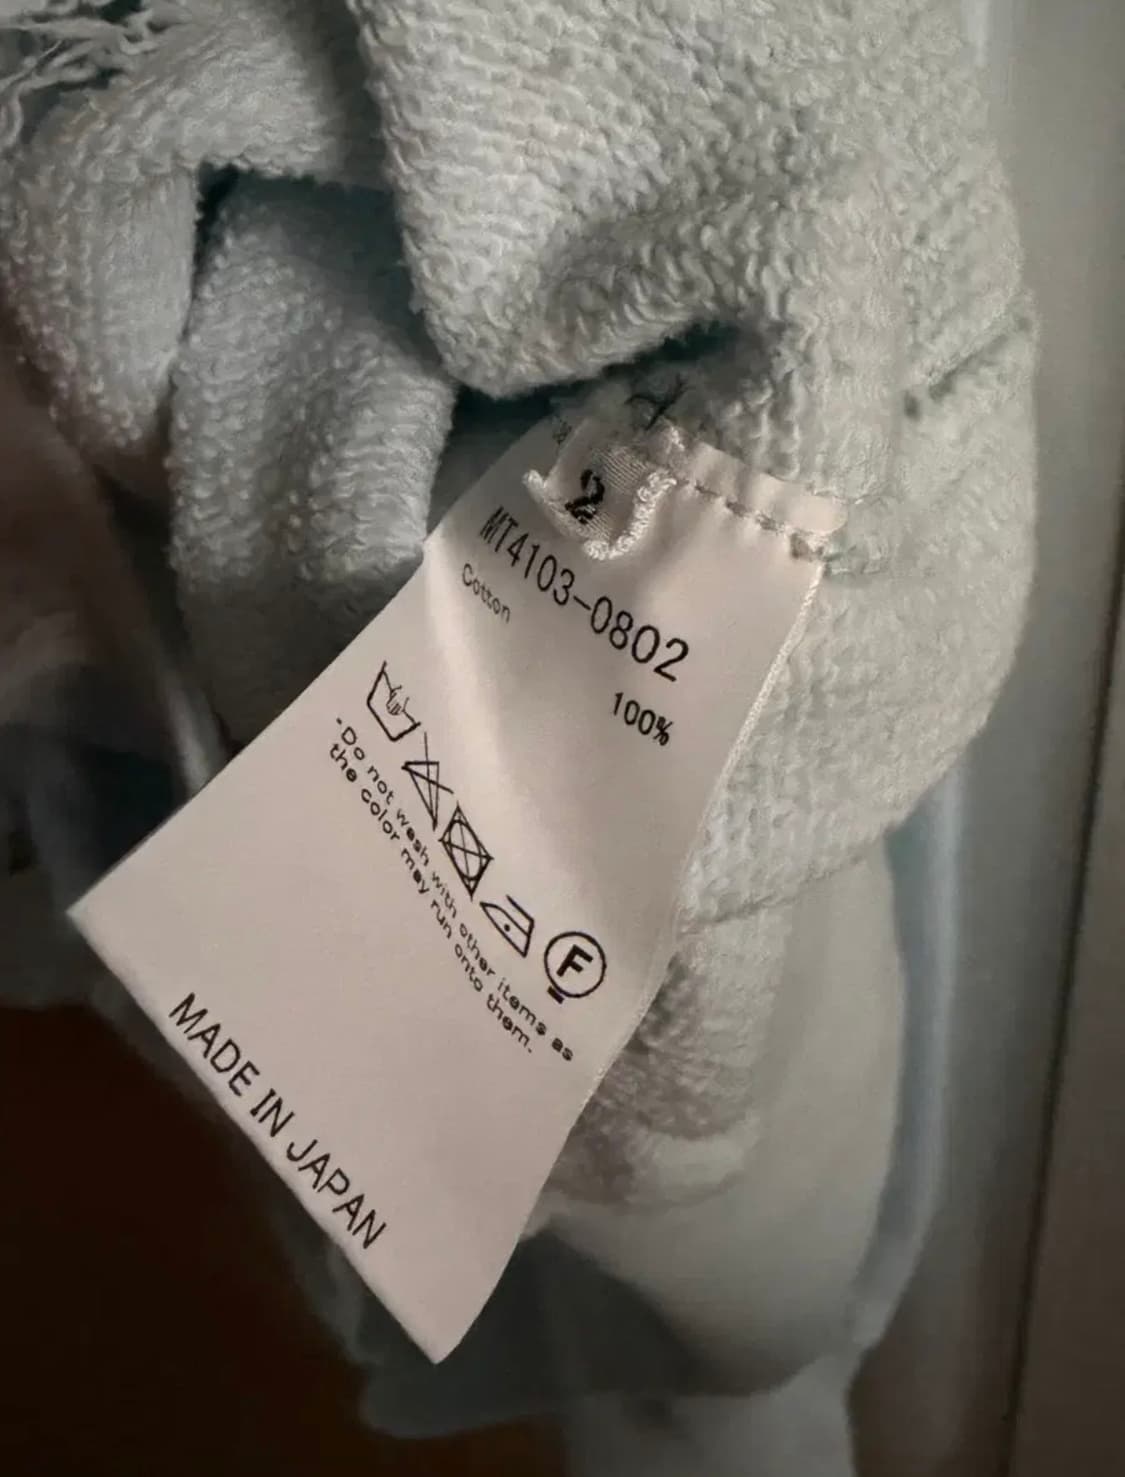 2
MT4103-0802
Cotton 100%
F
-Do not wash with other items as
the color may run onto them.
MADE IN JAPAN